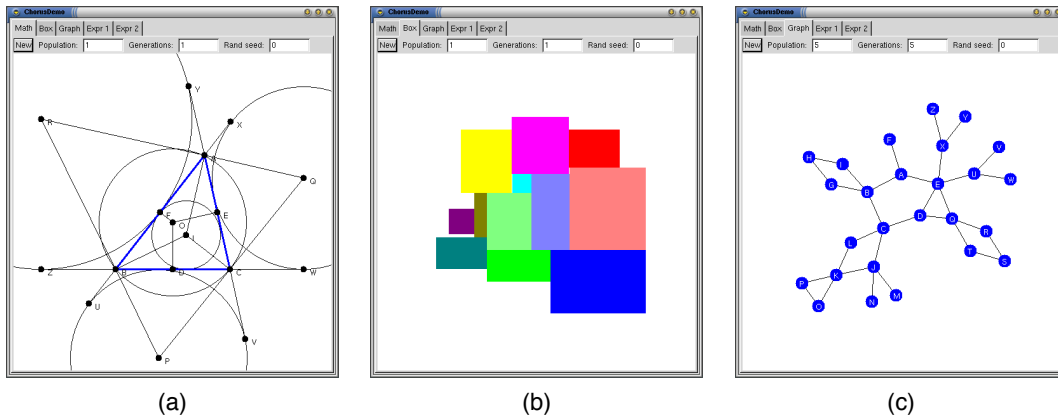 ChorusDemo
Math Box Graph Expr 1 Expr 2
New Population: 1 Generations: 1 Rand seed: 0
Y
R
X
A
Q
F
E
O
I
Z
B
D
C
W
U
V
P
(a)
ChorusDemo
Math Box Graph Expr 1 Expr 2
New Population: 1 Generations: 1 Rand seed: 0
(b)
ChorusDemo
Math Box Graph Expr 1 Expr 2
New Population: 5 Generations: 5 Rand seed: 0
Z
Y
F
X
V
H
I
A
U
W
G
B
E
D
Q
C
R
L
T
S
K
J
P
N
M
O
(c)